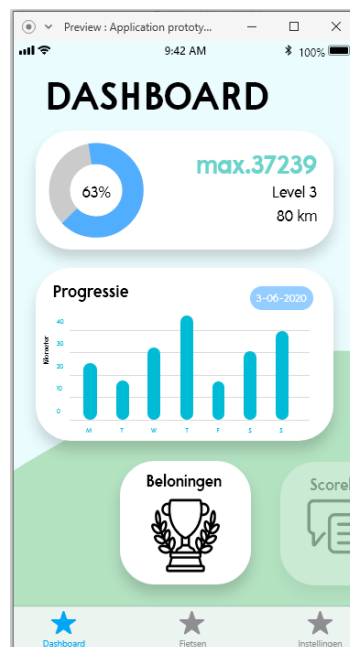 Preview : Application prototy...
9:42 AM
100%
DASHBOARD
63%
max.37239
Level 3
80 km
Progressie
3-06-2020
Kilometer
40
30
20
10
0
M T W T F S S
Beloningen
Dashboard
Fietsen
Instellingen